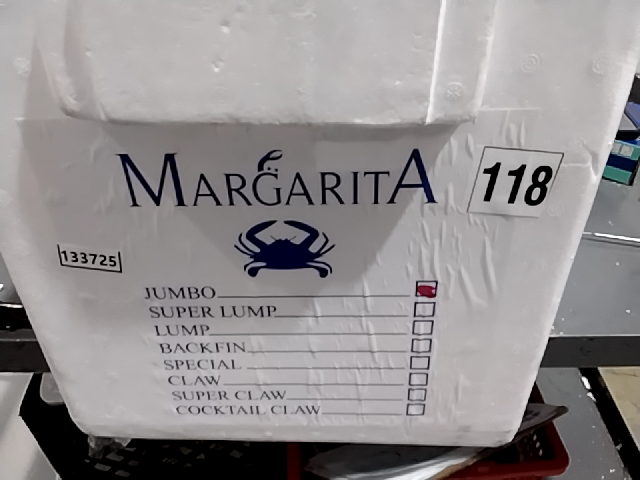 MARGARITA
118
133725
JUMBO
SUPER LUMP
LUMP
BACKFIN
SPECIAL
CLAW
SUPER CLAW
COCKTAIL CLAW